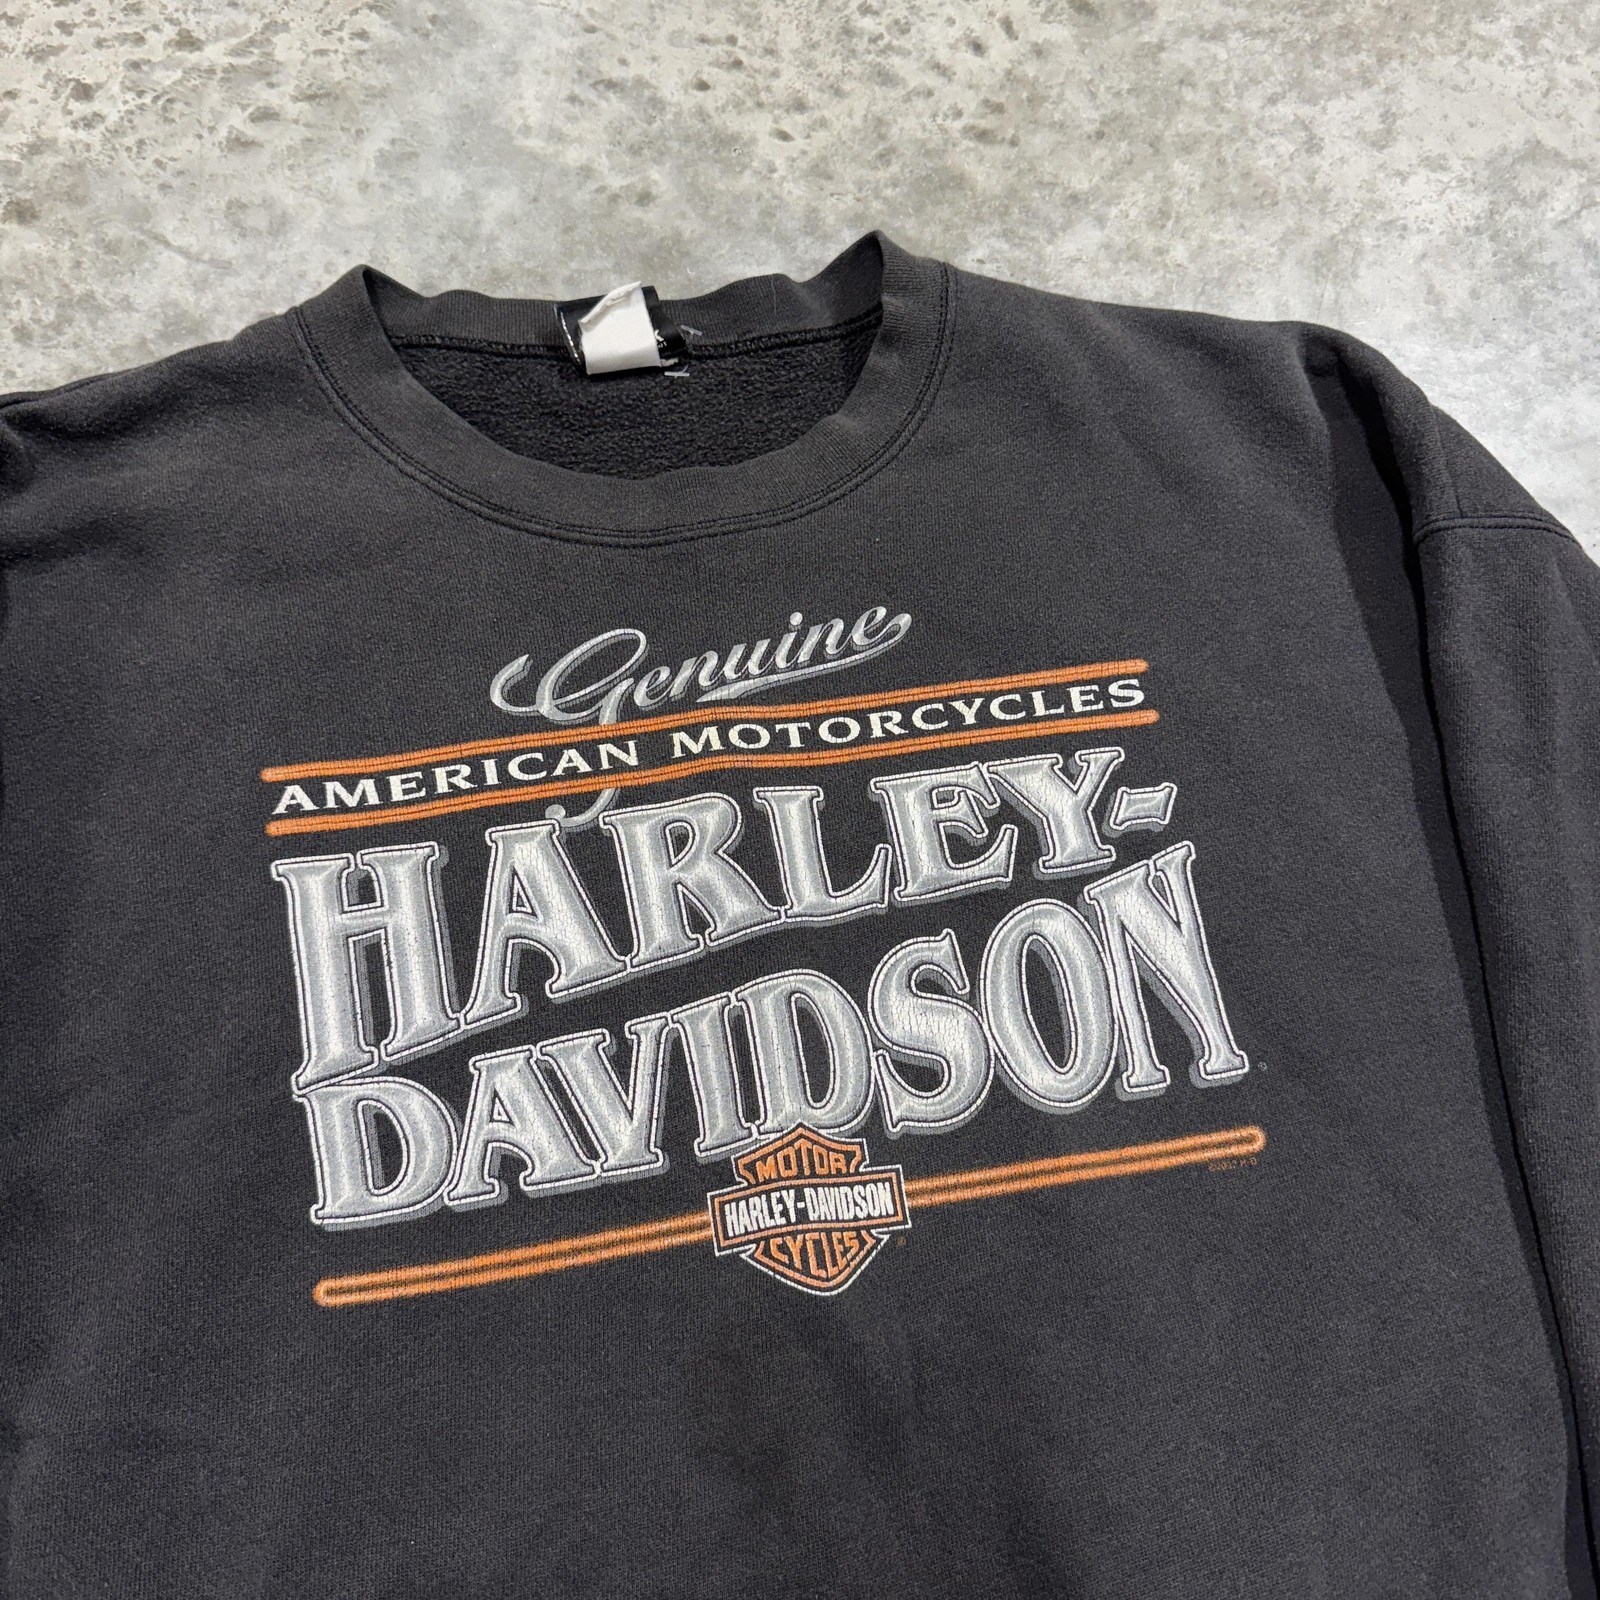 Genuine
AMERICAN MOTORCYCLES
HARLEY-
DAVIDSON
MOTOR
HARLEY-DAVIDSON
CYCLES